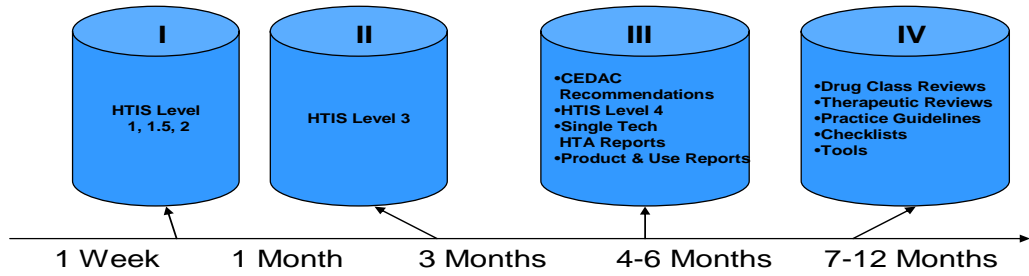 I
HTIS Level
1, 1.5, 2
II
HTIS Level 3
III
•CEDAC
Recommendations
•HTIS Level 4
•Single Tech
HTA Reports
•Product & Use Reports
IV
•Drug Class Reviews
•Therapeutic Reviews
•Practice Guidelines
•Checklists
•Tools
1 Week
1 Month
3 Months
4-6 Months
7-12 Months